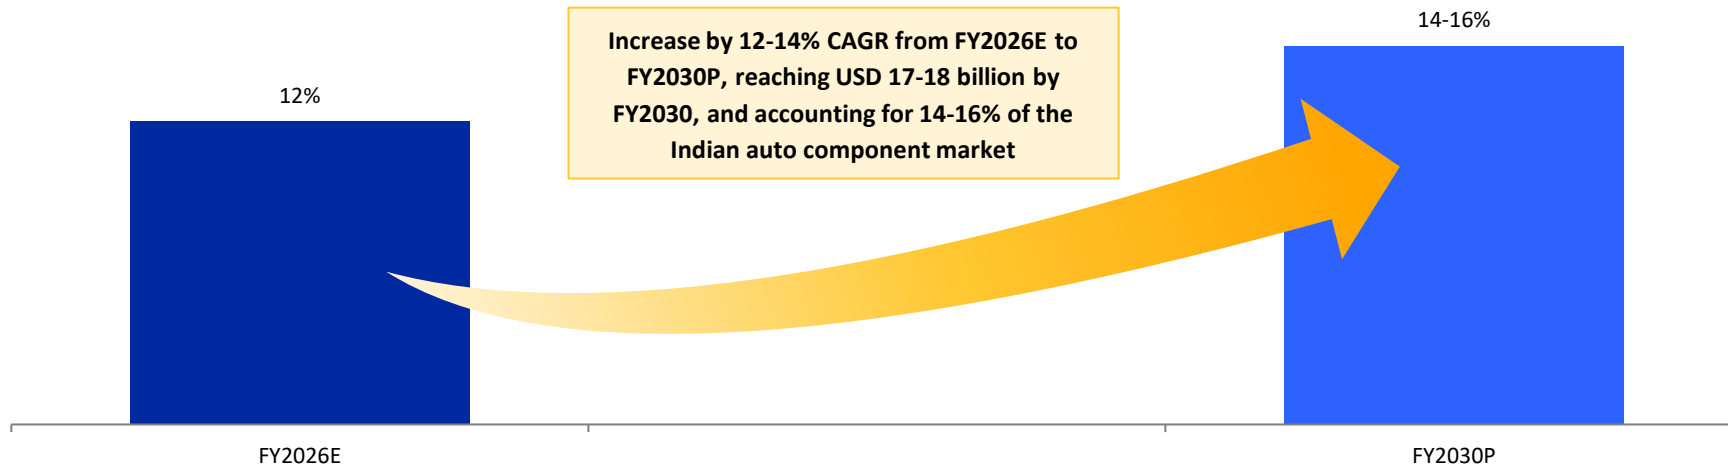 14-16%
Increase by 12-14% CAGR from FY2026E to
FY2030P, reaching USD 17-18 billion by
FY2030, and accounting for 14-16% of the
Indian auto component market
12%
FY2026E
FY2030P